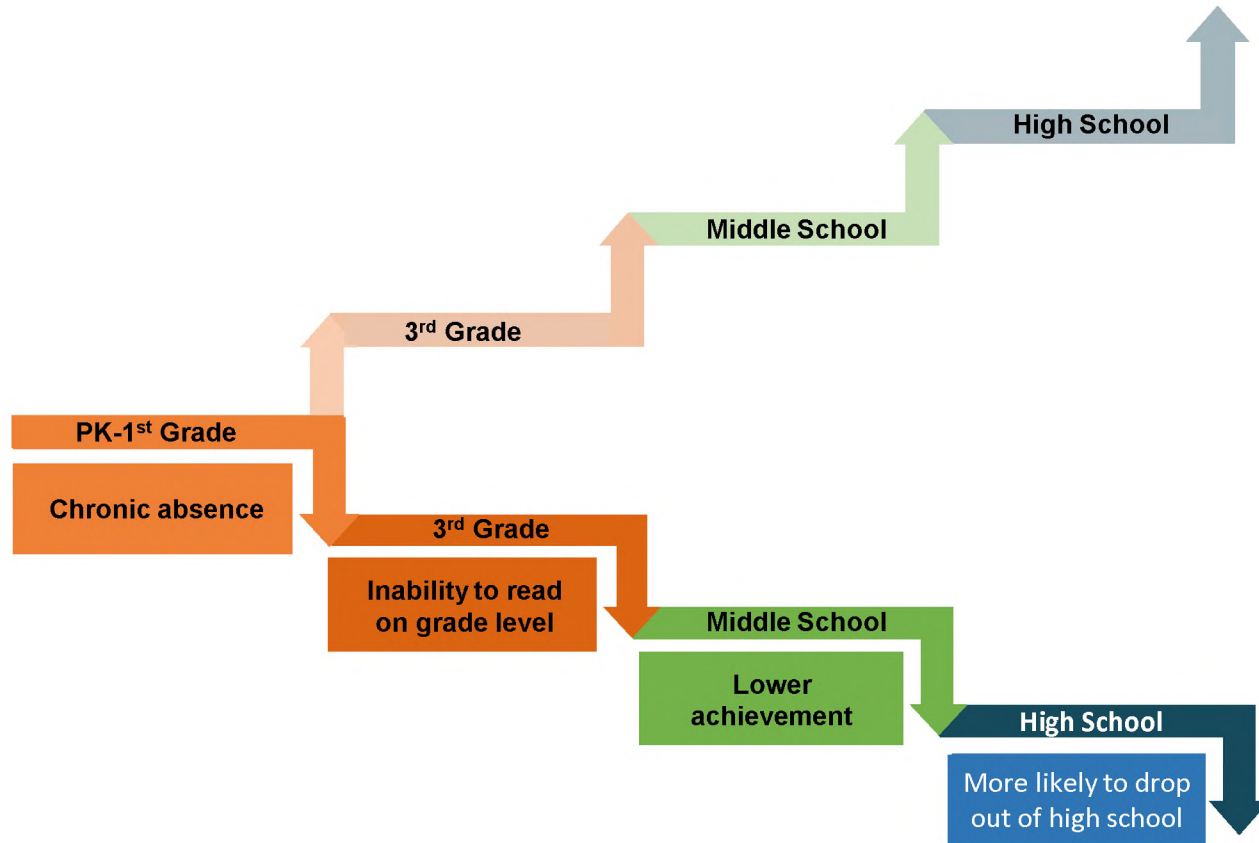 High School
Middle School
3rd Grade
PK-1st Grade
Chronic absence
3rd Grade
Inability to read
on grade level
Middle School
Lower
achievement
High School
More likely to drop
out of high school